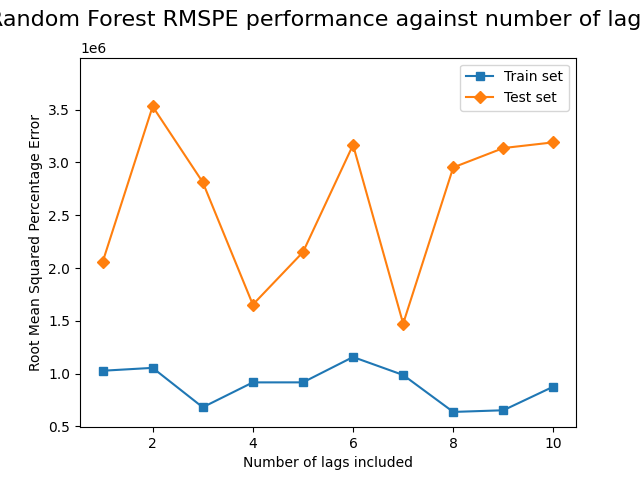 Random Forest RMSPE performance against number of lag
1e6
Train set
Test set
3.5
3.0
2.5
2.0
1.5
1.0
0.5
Root Mean Squared Percentage Error
2
4
6
8
10
Number of lags included